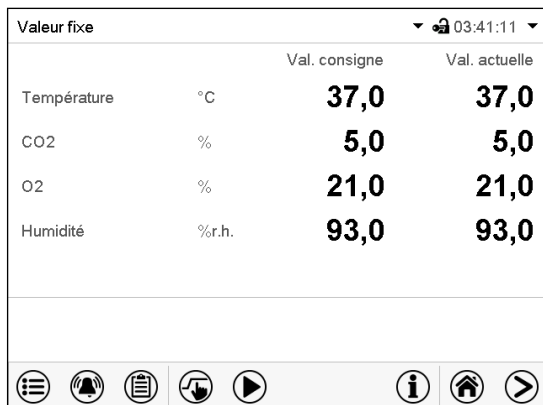 Valeur fixe 03:41:11
Val. consigne Val. actuelle
Température °C 37,0 37,0
CO2 % 5,0 5,0
O2 % 21,0 21,0
Humidité %r.h. 93,0 93,0